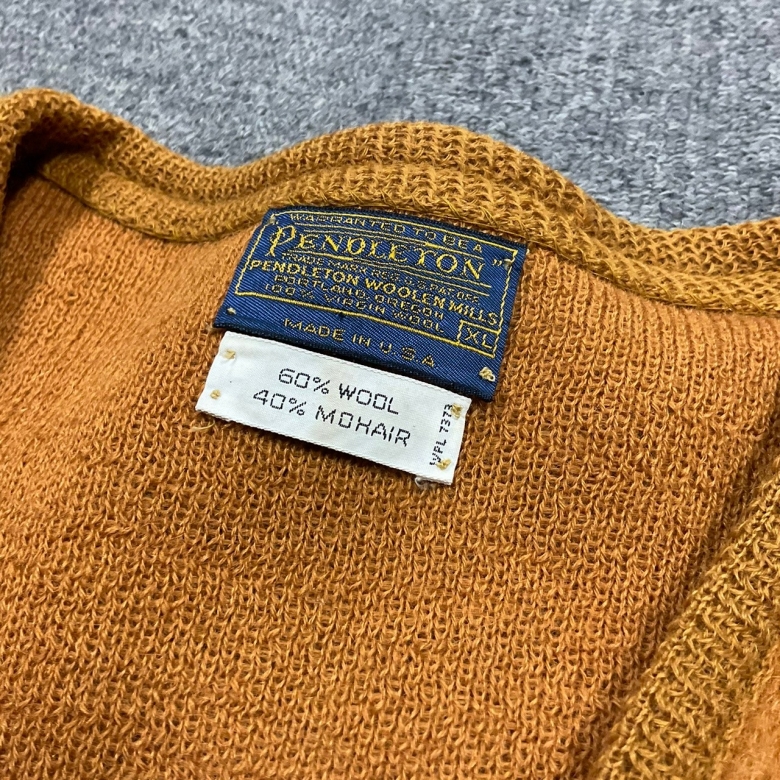 WARRANTED TO BE A
PENDLETON"
TRADE MARK REG. U.S. PAT. OFF.
PENDLETON WOOLEN MILLS
PORTLAND, OREGON
100% VIRGIN WOOL
XL
MADE IN U.S.A.
60% WOOL
40% MOHAIR
WPL 7373